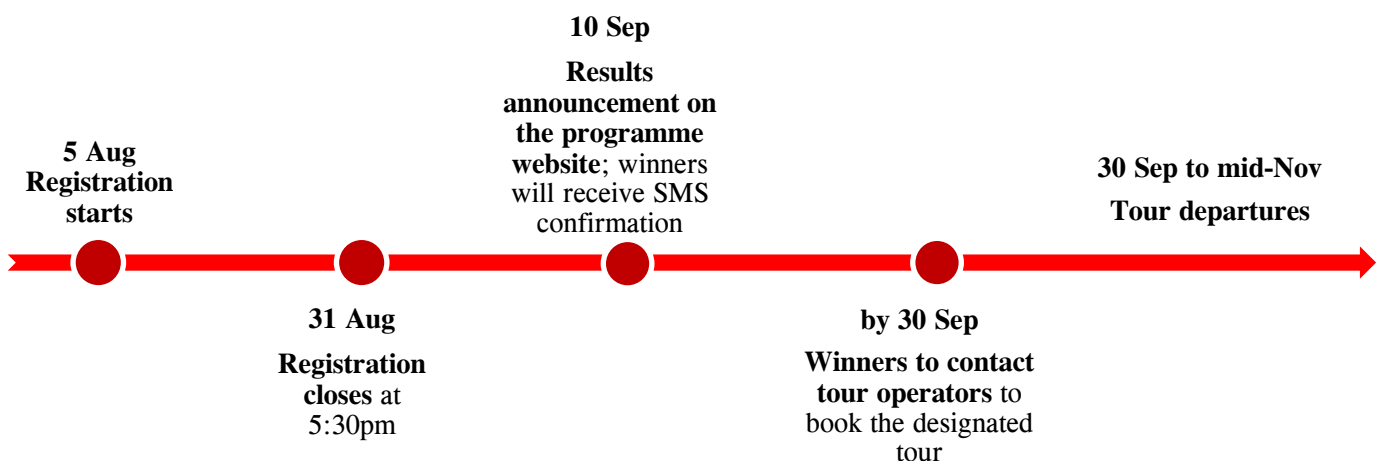 5 Aug
Registration
starts
31 Aug
Registration
closes at
5:30pm
10 Sep
Results
announcement on
the programme
website; winners
will receive SMS
confirmation
by 30 Sep
Winners to contact
tour operators to
book the designated
tour
30 Sep to mid-Nov
Tour departures